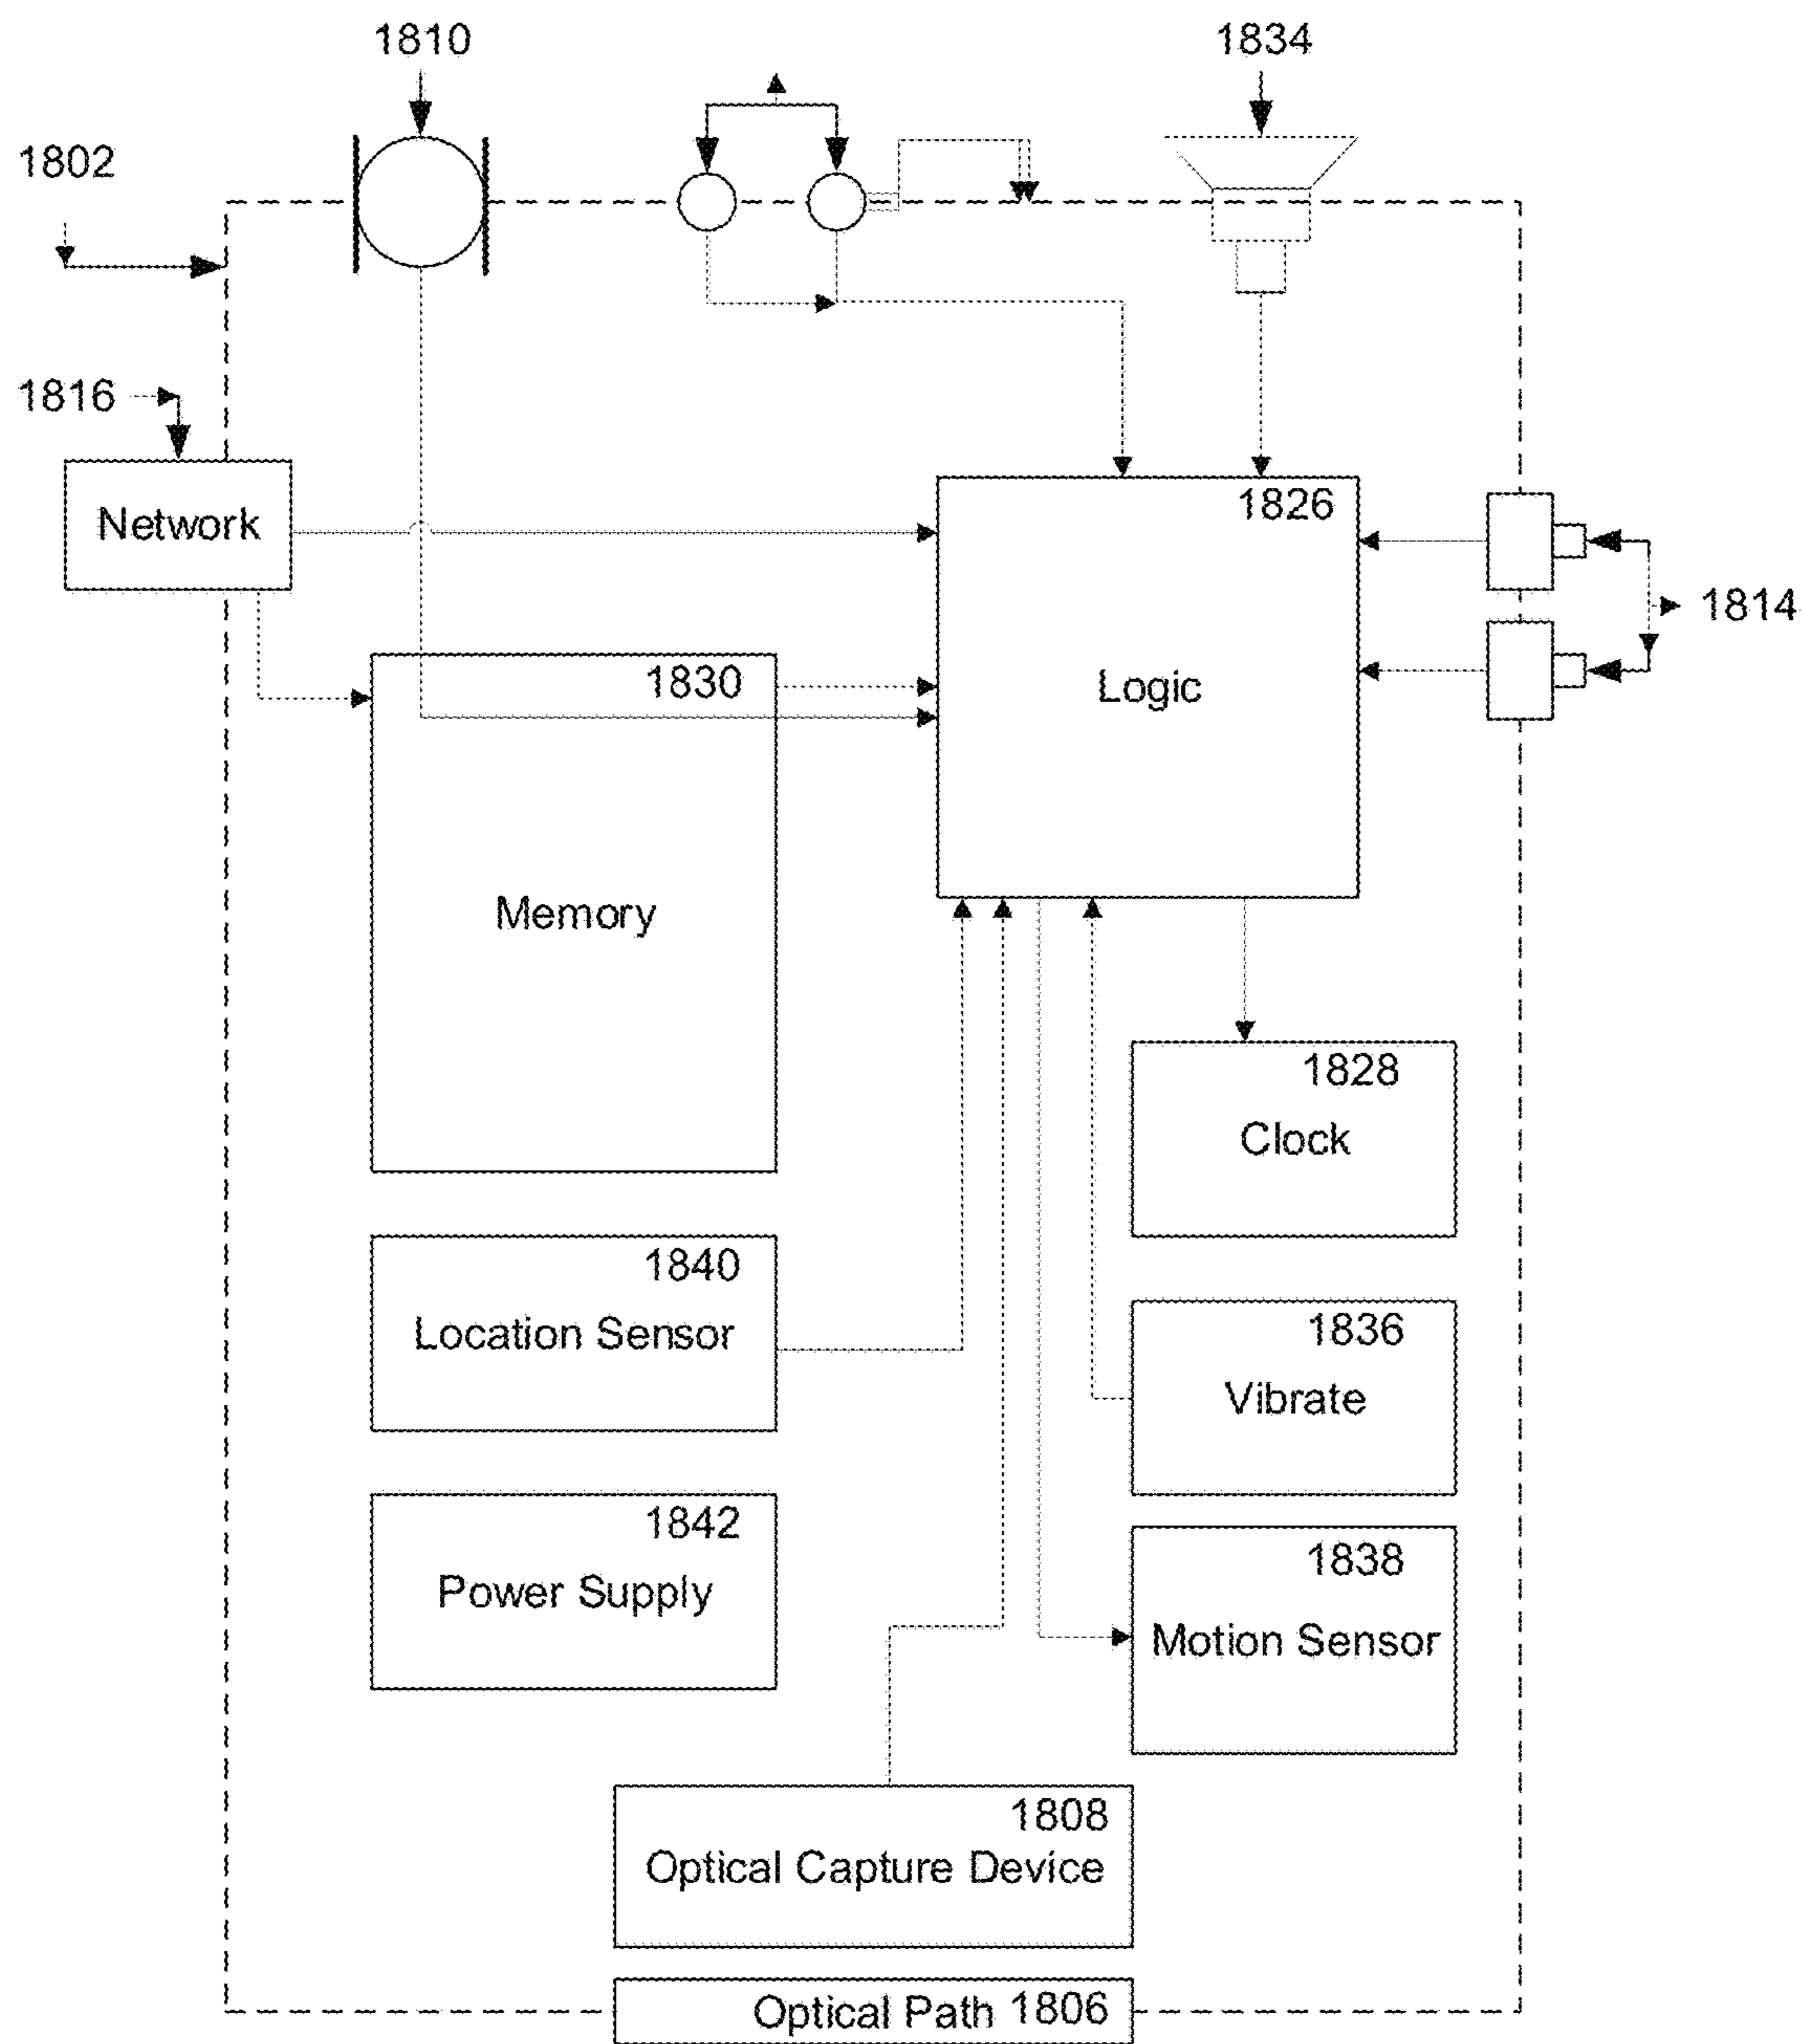 1810
1834
1802
1816
Network
1826
Logic
1814
1830
Memory
1828
Clock
1840
Location Sensor
1836
Vibrate
1842
Power Supply
1838
Motion Sensor
1808
Optical Capture Device
Optical Path 1806